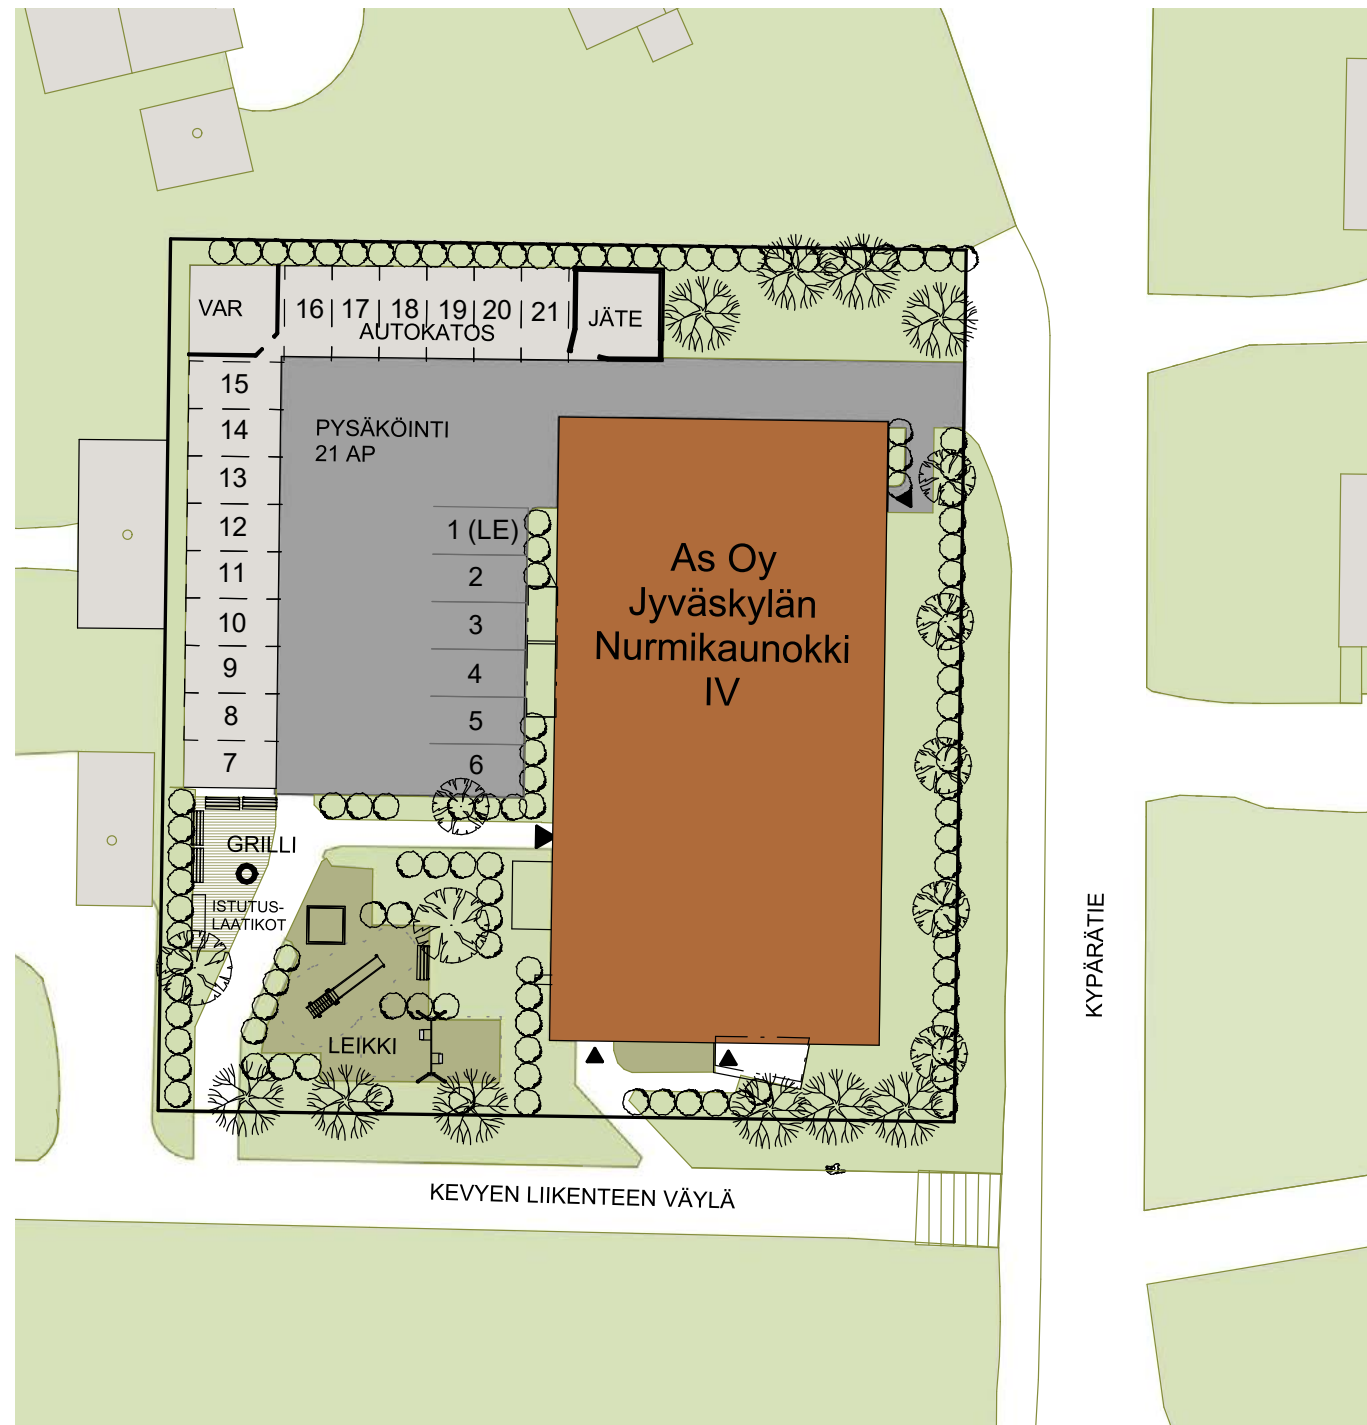 VAR
16 17 18 19 20 21
JÄTE
AUTOKATOS
15
14
13
12
11
10
9
8
7
PYSÄKÖINTI
21 AP
1 (LE)
2
3
4
5
6
As Oy
Jyväskylän
Nurmikaunokki
IV
GRILLI
ISTUTUS-
LAATIKOT
LEIKKI
KEVYEN LIIKENTEEN VÄYLÄ
KYPÄRÄTIE